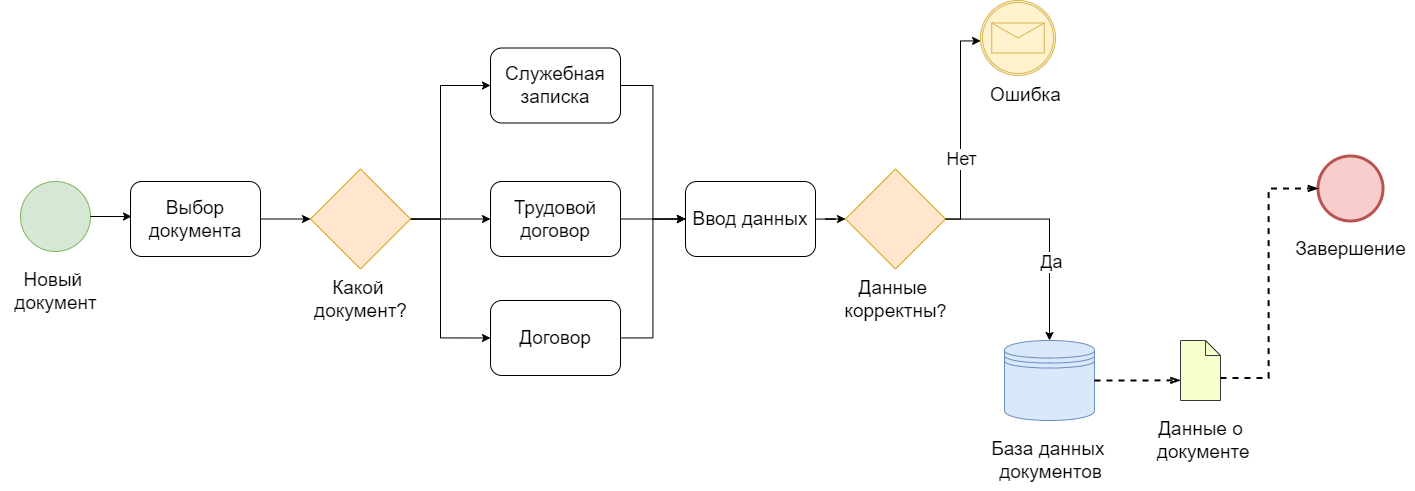 Новый
документ
Выбор
документа
Какой
документ?
Служебная
записка
Трудовой
договор
Договор
Ввод данных
Данные
корректны?
Нет
Ошибка
Да
База данных
документов
Данные о
документе
Завершение